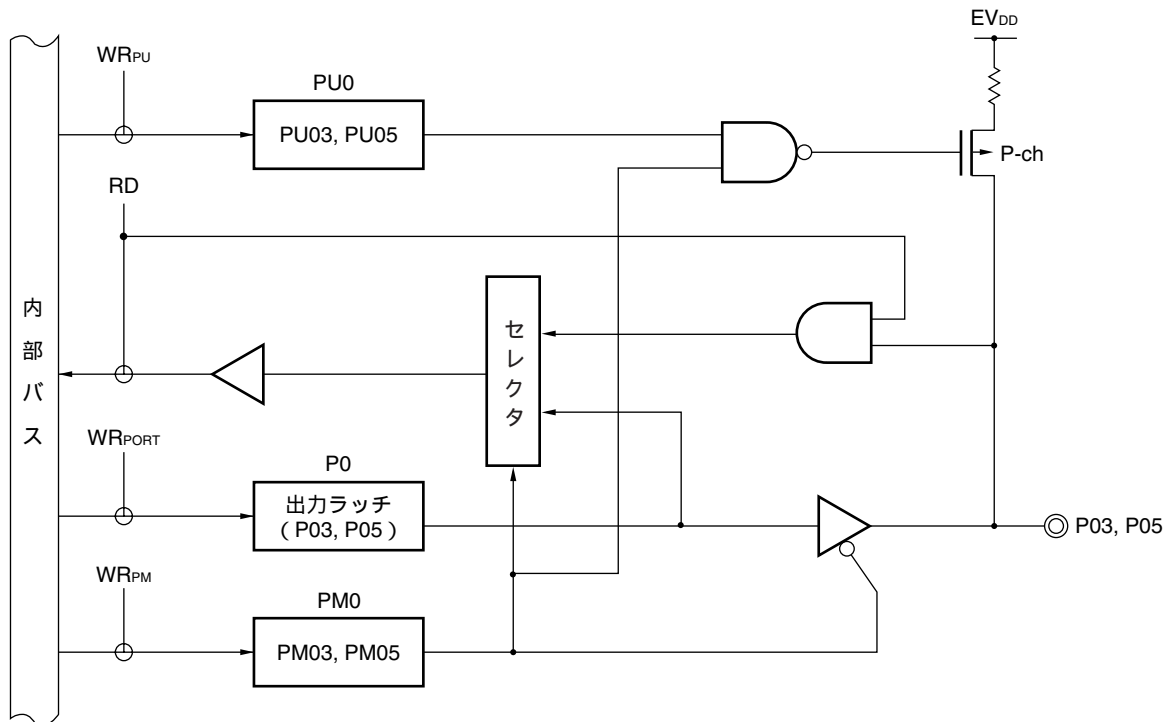 EVDD
WRPU
PU0
PU03, PU05
P-ch
RD
内部バス
セレクタ
WRPORT
P0
出力ラッチ
( P03, P05 )
P03, P05
WRPM
PM0
PM03, PM05